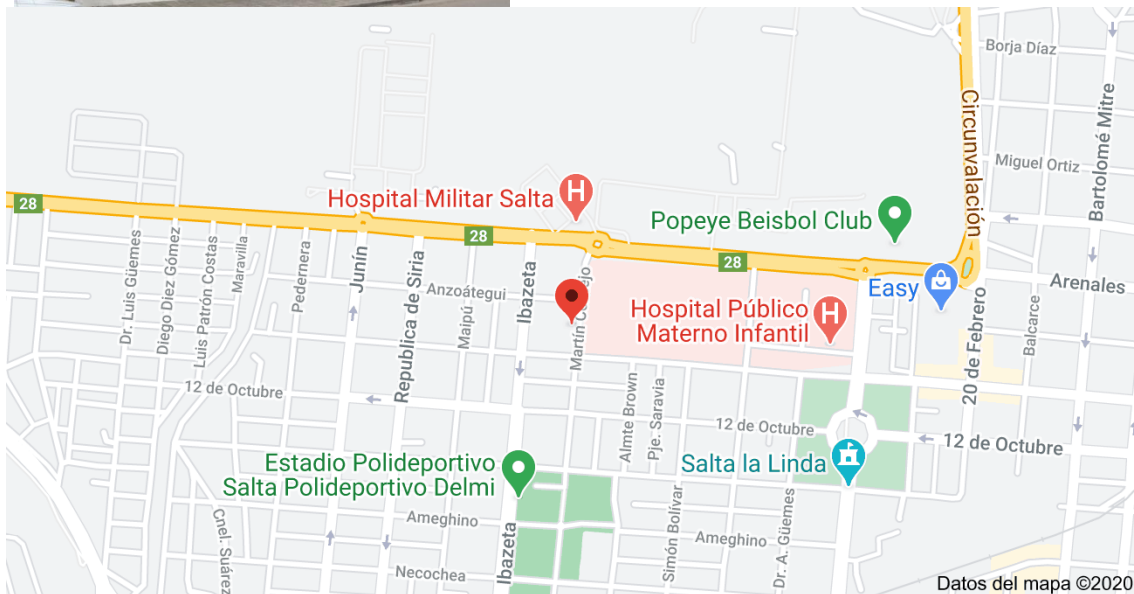 Borja Díaz
Bartolomé Mitre
Circunvalación
Miguel Ortiz
28
Hospital Militar Salta
H
Popeye Beisbol Club
28
28
Dr. Luis Güemes
Diego Diez Gómez
Luis Patrón Costas
Maravilla
Pedernera
Junín
Republica de Siria
Maipú
Anzoátegui
Ibazeta
Martín
Easy
Arenales
Hospital Público
Materno Infantil
H
20 de Febrero
Balcarce
12 de Octubre
Almte Brown
Pje. Saravia
12 de Octubre
12 de Octubre
Salta la Linda
Estadio Polideportivo
Salta Polideportivo Delmi
Ameghino
Cnel. Suárez
Ibazeta
Necochea
Simón Bolívar
Ameghino
Dr. A. Güemes
Datos del mapa ©2020